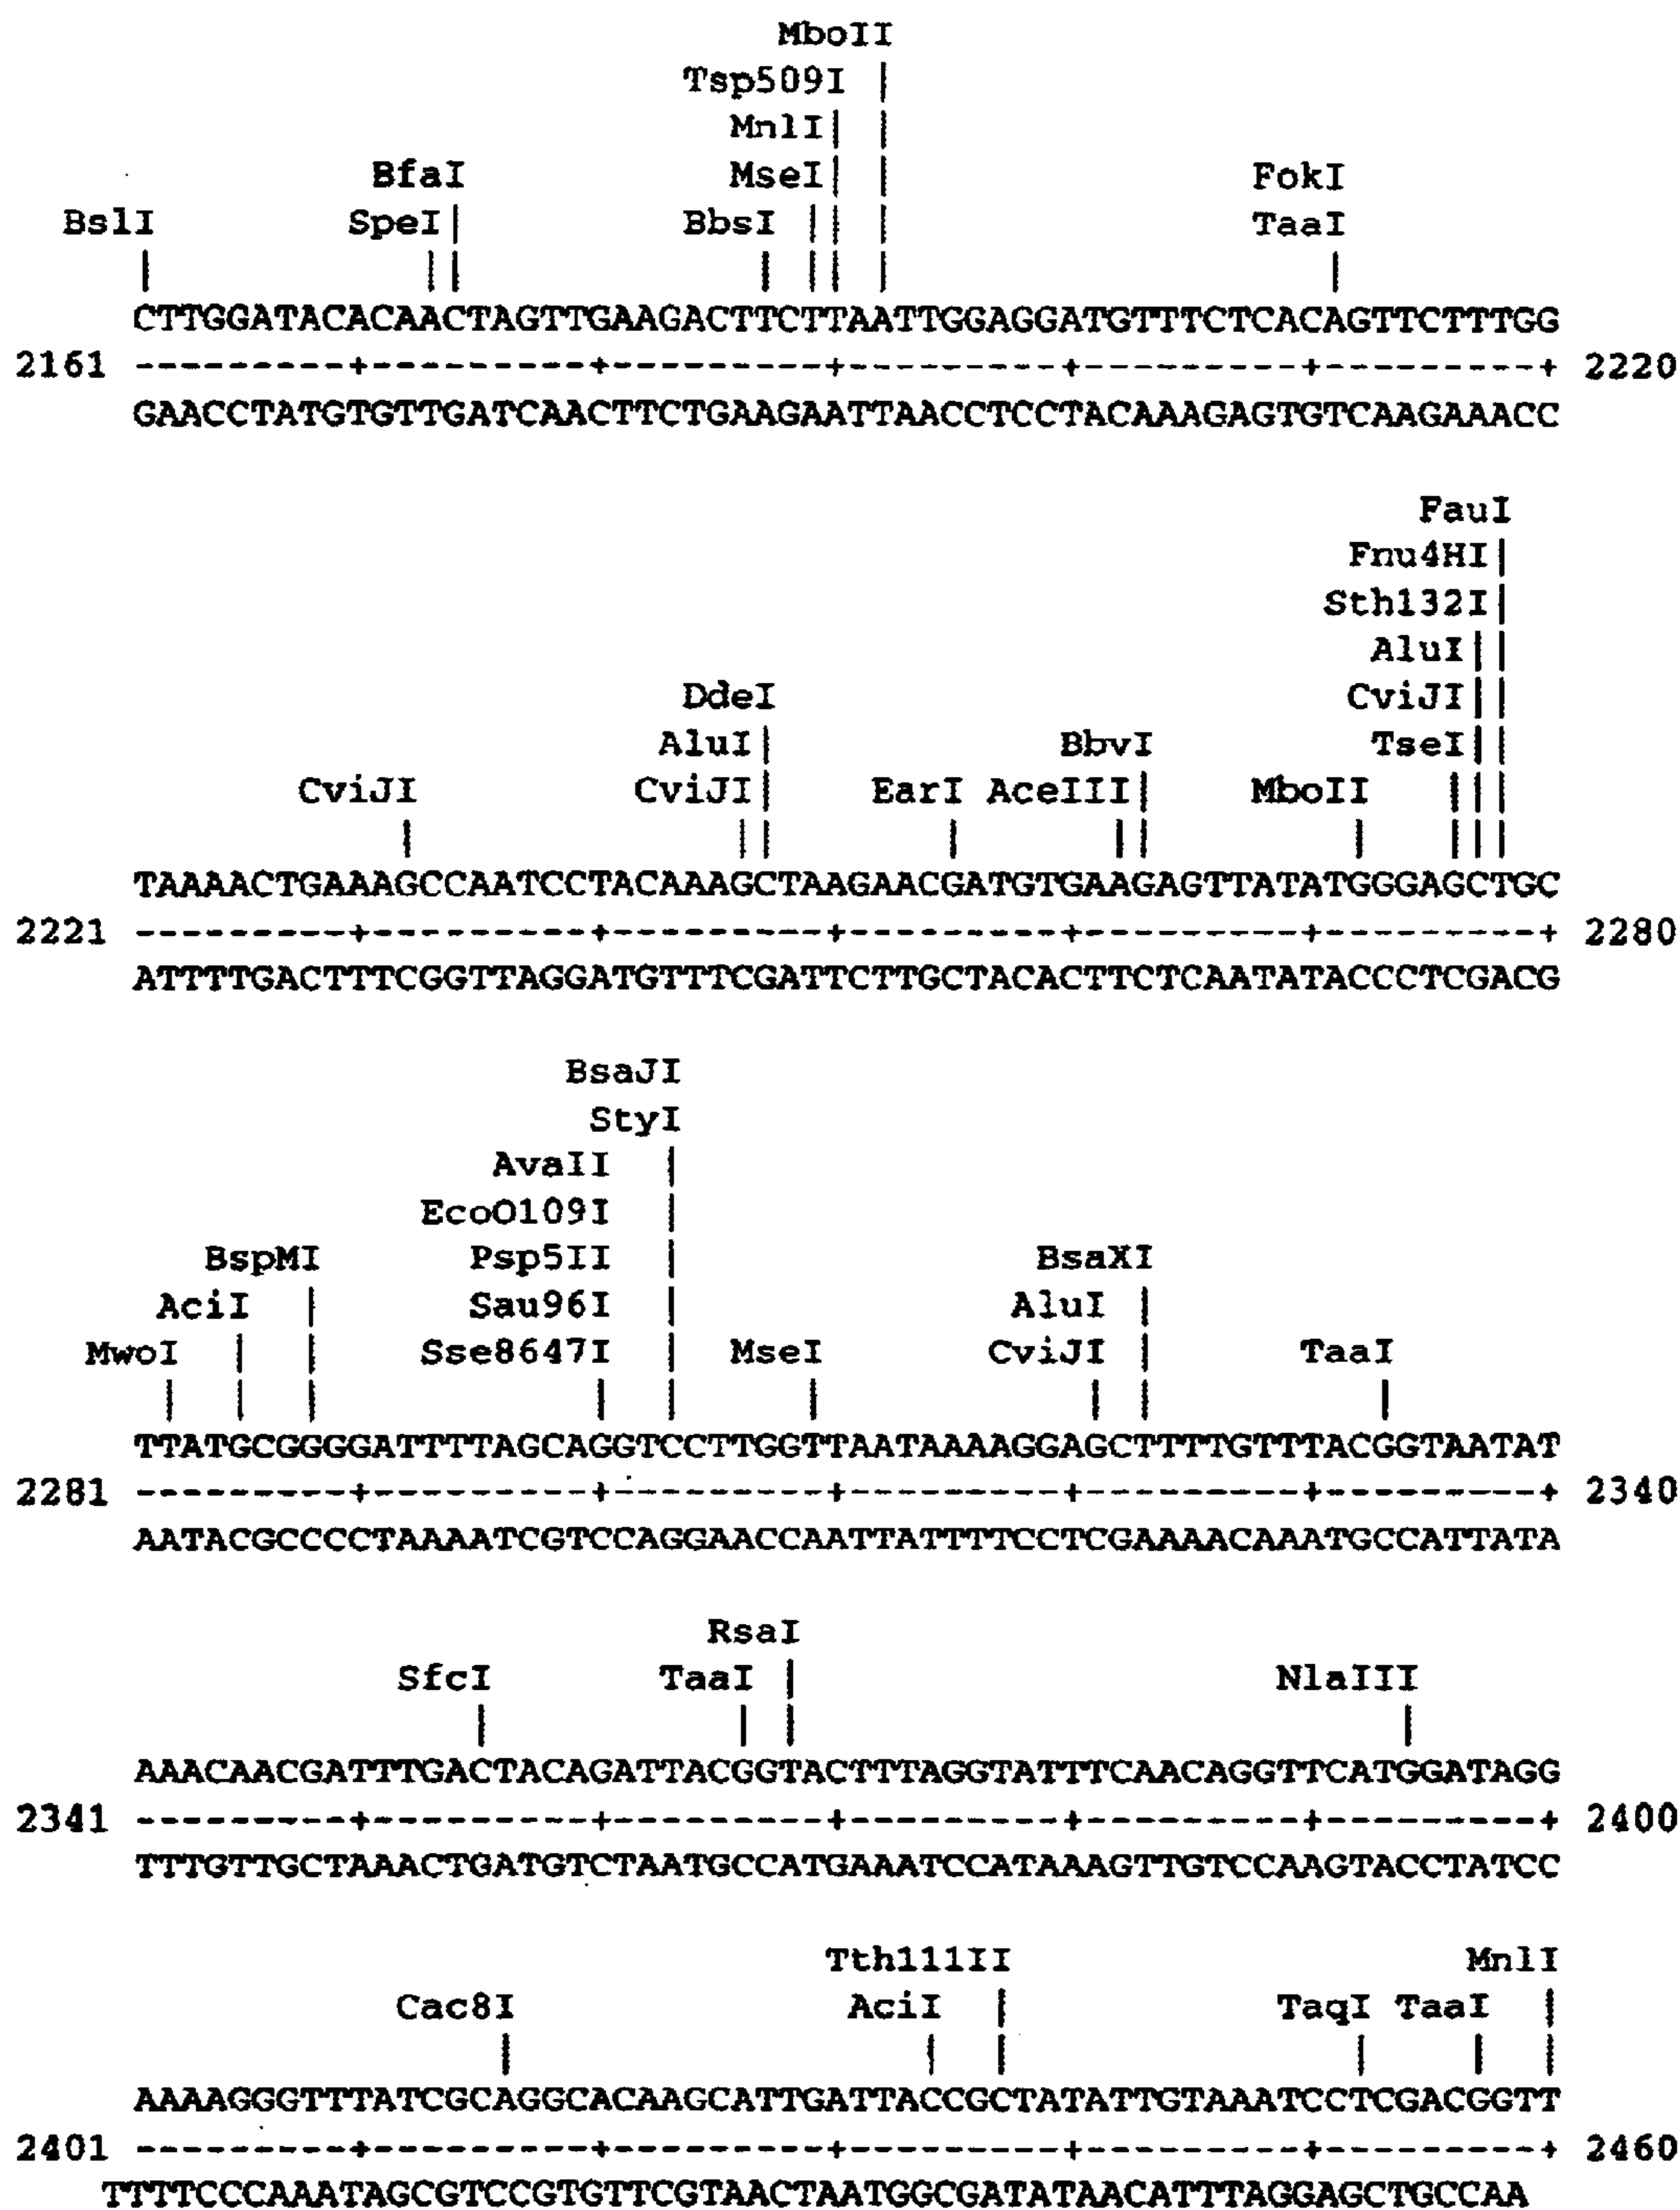 MboII
Tsp509I |
MnlI| |
BfaI MseI| | FokI
BslI SpeI| BbsI || | TaaI
| || | || | |
CTTGGATACACAACTAGTTGAAGACTTCTTAATTGGAGGATGTTTCTCACAGTTCTTTGG
2161 ---------+---------+---------+---------+---------+---------+ 2220
GAACCTATGTGTTGATCAACTTCTGAAGAATTAACCTCCTACAAAGAGTGTCAAGAAACC
FauI
Fnu4HI|
Sth132I|
AluI||
DdeI CviJI||
AluI| BbvI TseI||
CviJI CviJI| EarI AceIII| MboII |||
| || | || | |||
TAAAACTGAAAGCCAATCCTACAAAGCTAAGAACGATGTGAAGAGTTATATGGGAGCTGC
2221 ---------+---------+---------+---------+---------+---------+ 2280
ATTTTGACTTTCGGTTAGGATGTTTCGATTCTTGCTACACTTCTCAATATACCCTCGACG
BsaJI
StyI
AvaII |
EcoO109I |
BspMI Psp5II | BsaXI
AciI | Sau96I | AluI |
MwoI | | Sse8647I | MseI CviJI | TaaI
| | | | | | | | |
TTATGCGGGGATTTTAGCAGGTCCTTGGTTAATAAAAGGAGCTTTTGTTTACGGTAATAT
2281 ---------+---------+---------+---------+---------+---------+ 2340
AATACGCCCCTAAAATCGTCCAGGAACCAATTATTTTCCTCGAAAACAAATGCCATTATA
RsaI
SfcI TaaI | NlaIII
| | | |
AAACAACGATTTGACTACAGATTACGGTACTTTAGGTATTTCAACAGGTTCATGGATAGG
2341 ---------+---------+---------+---------+---------+---------+ 2400
TTTGTTGCTAAACTGATGTCTAATGCCATGAAATCCATAAAGTTGTCCAAGTACCTATCC
Tth111II MnlI
Cac8I AciI | TaqI TaaI |
| | | | | |
AAAAGGGTTTATCGCAGGCACAAGCATTGATTACCGCTATATTGTAAATCCTCGACGGTT
2401 ---------+---------+---------+---------+---------+---------+ 2460
TTTTCCCAAATAGCGTCCGTGTTCGTAACTAATGGCGATATAACATTTAGGAGCTGCCAA